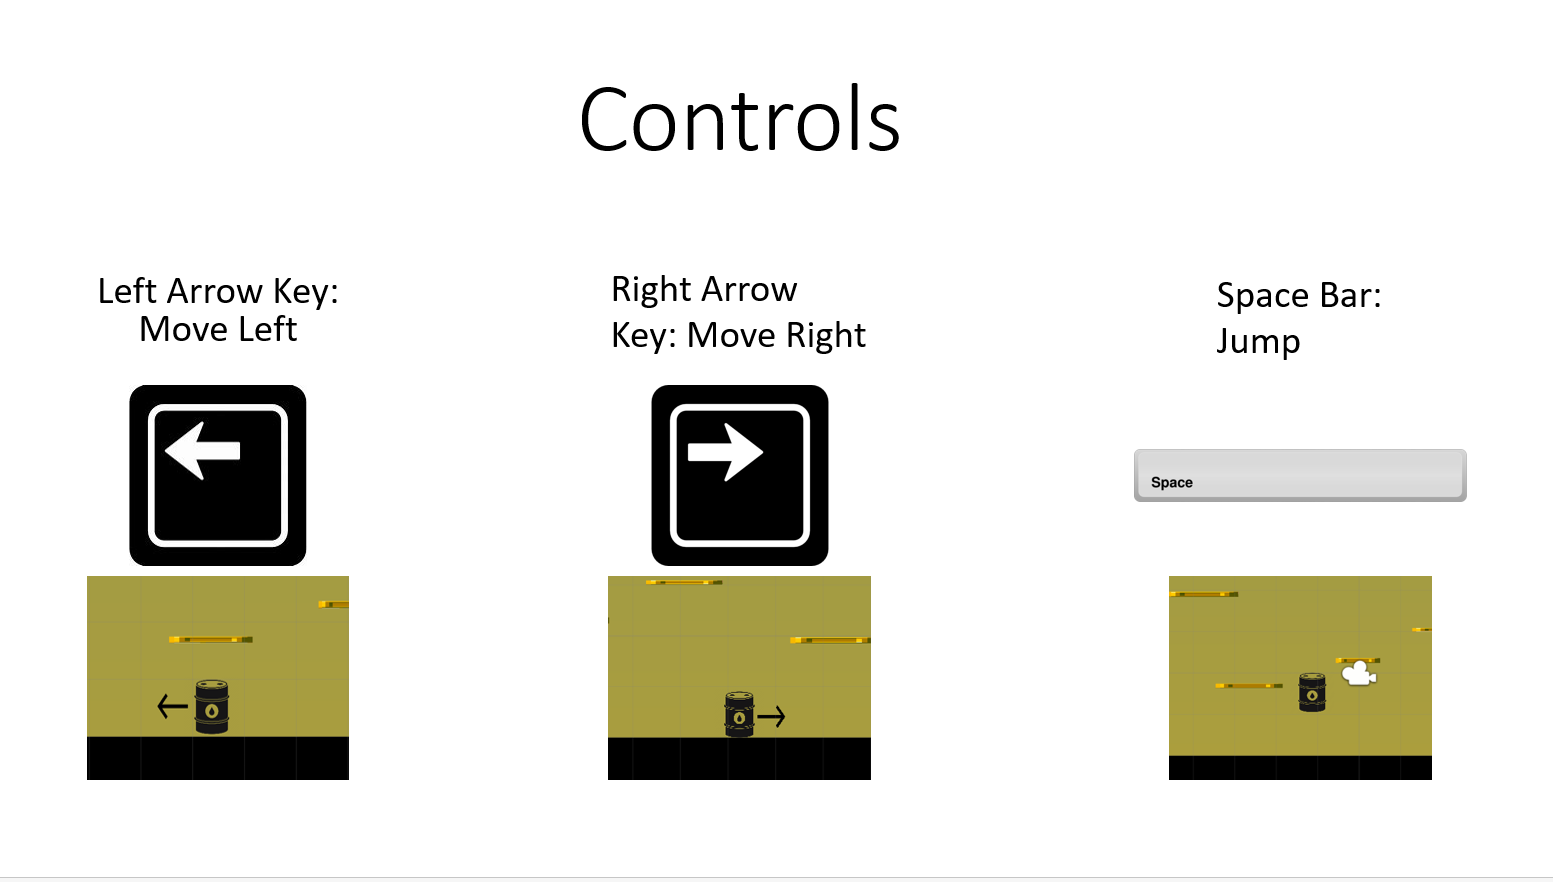 Controls
Left Arrow Key:
Move Left
Right Arrow
Key: Move Right
Space Bar:
Jump
Space